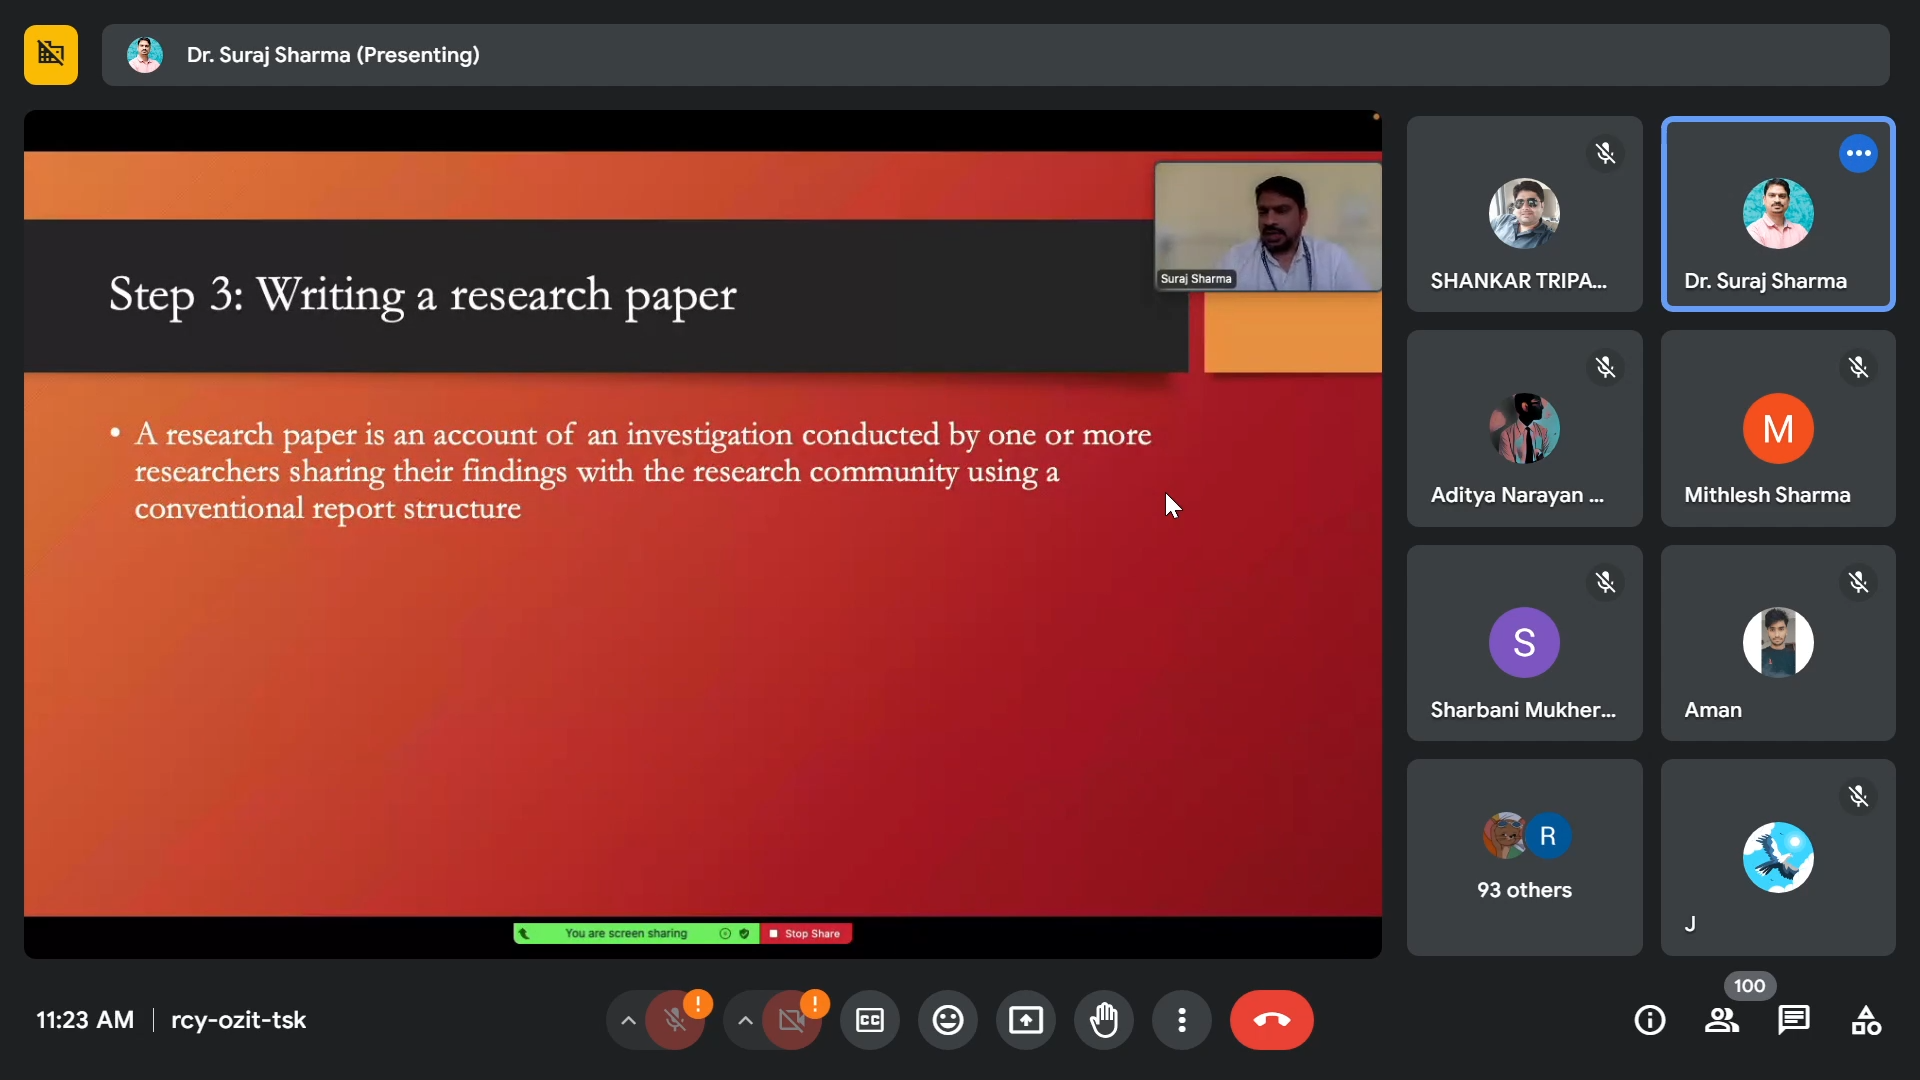 Dr. Suraj Sharma (Presenting)
Step 3: Writing a research paper
Suraj Sharma
• A research paper is an account of an investigation conducted by one or more
researchers sharing their findings with the research community using a
conventional report structure
You are screen sharing
Stop Share
SHANKAR TRIPA...
Dr. Suraj Sharma
Aditya Narayan ...
M
Mithlesh Sharma
S
Sharbani Mukher...
Aman
R
93 others
J
11:23 AM
rcy-ozit-tsk
!
!
CC
100